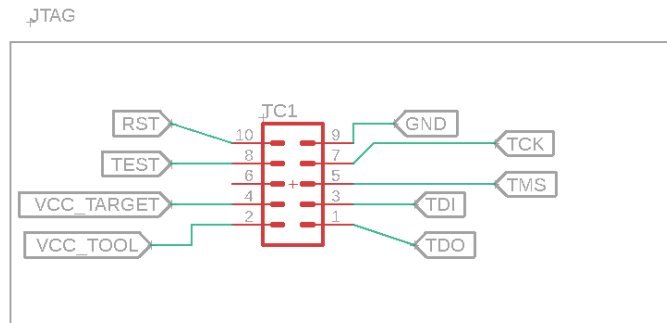 JTAG
TC1
RST 10 9 GND
TEST 8 7 TCK
6 5 TMS
VCC_TARGET 4 3 TDI
VCC_TOOL 2 1 TDO